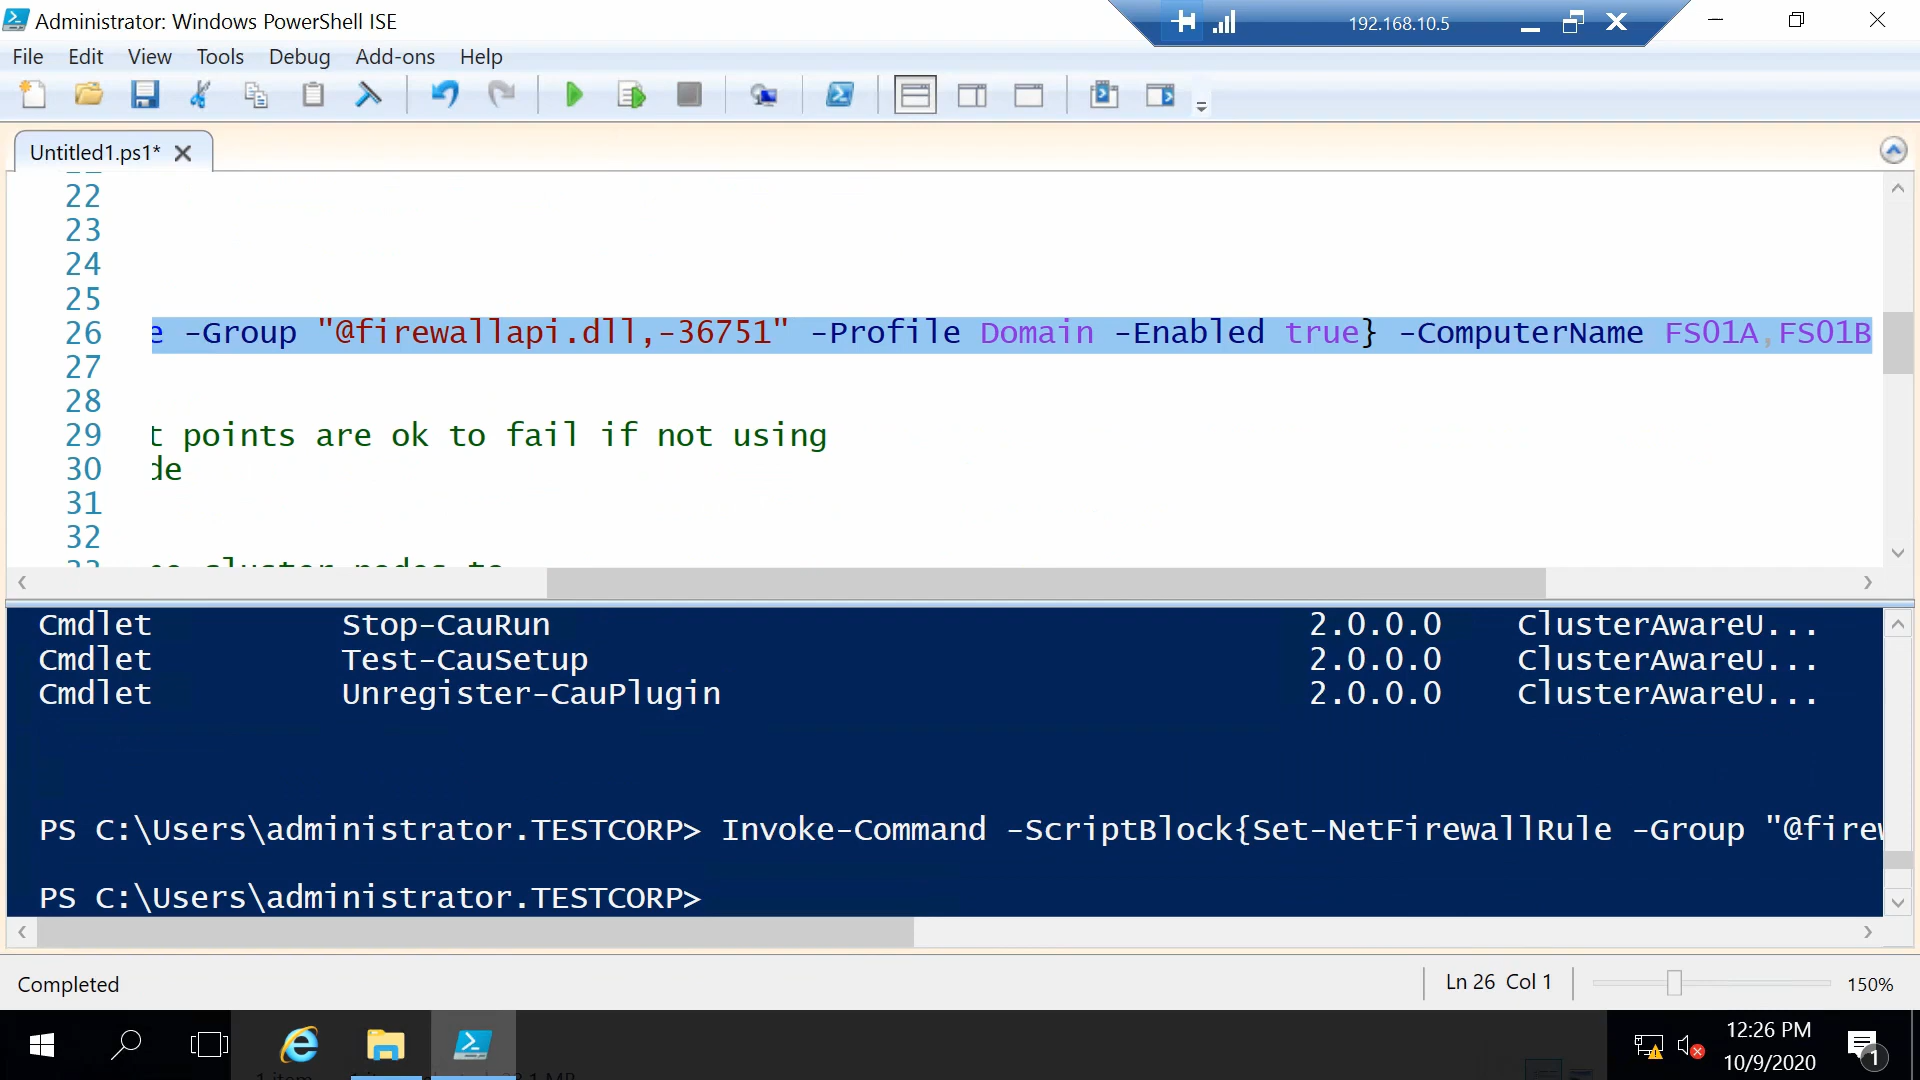 Administrator: Windows PowerShell ISE
192.168.10.5
File Edit View Tools Debug Add-ons Help
Untitled1.ps1*
22
23
24
25
26 e -Group "@firewallapi.dll,-36751" -Profile Domain -Enabled true} -ComputerName FS01A,FS01B
27
28
29 t points are ok to fail if not using
30 de
31
32
Cmdlet Stop-CauRun 2.0.0.0 ClusterAwareU...
Cmdlet Test-CauSetup 2.0.0.0 ClusterAwareU...
Cmdlet Unregister-CauPlugin 2.0.0.0 ClusterAwareU...
PS C:\Users\administrator.TESTCORP> Invoke-Command -ScriptBlock{Set-NetFirewallRule -Group "@firew
PS C:\Users\administrator.TESTCORP>
Completed
Ln 26 Col 1
150%
12:26 PM
10/9/2020
1